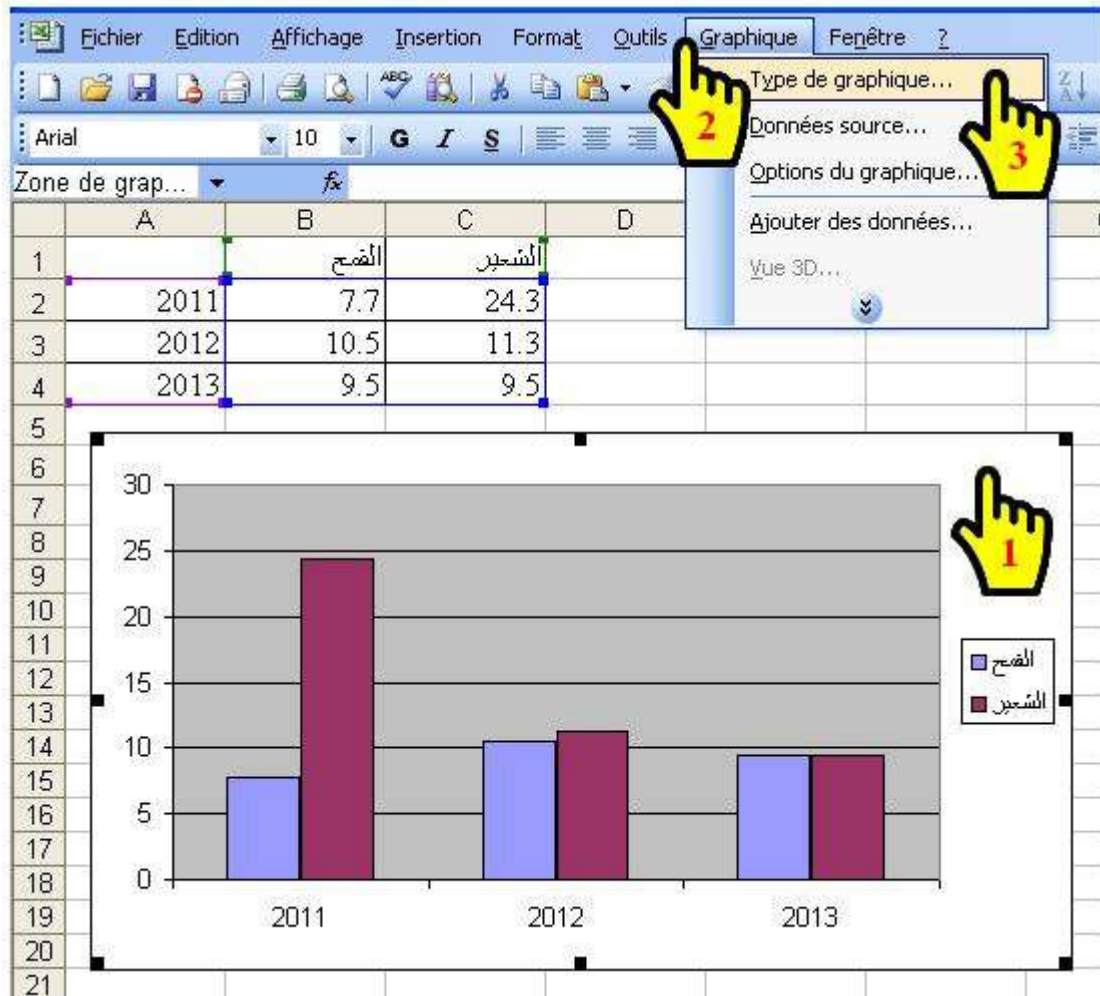 Fichier Edition Affichage Insertion Format Outils Graphique Fenêtre ?
Type de graphique...
Données source...
Options du graphique...
Ajouter des données...
Vue 3D...
Arial 10 G I S
Zone de grap... fx
A B C D
1 القمح الشعير
2 2011 7.7 24.3
3 2012 10.5 11.3
4 2013 9.5 9.5
5
6
7
8
9
10
11
12
13
14
15
16
17
18
19
20
21
30
25
20
15
10
5
0
2011 2012 2013
القمح
الشعير
1
2
3